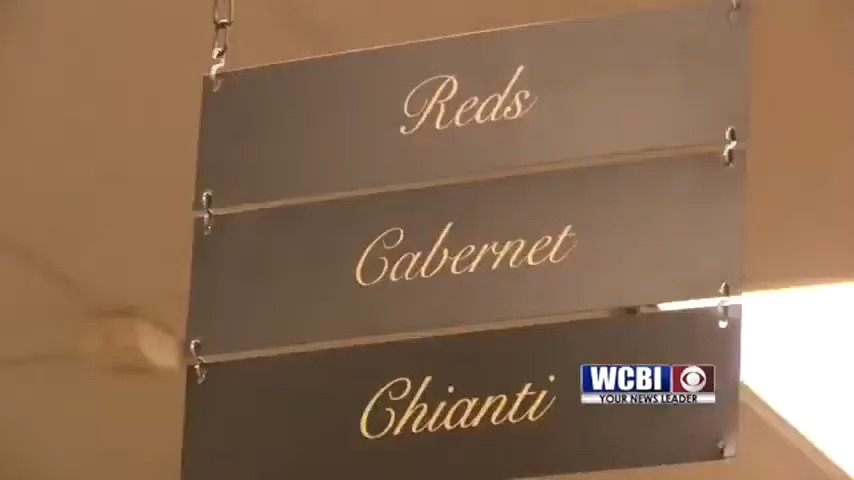 Reds
Cabernet
Chianti
WCBI
YOUR NEWS LEADER